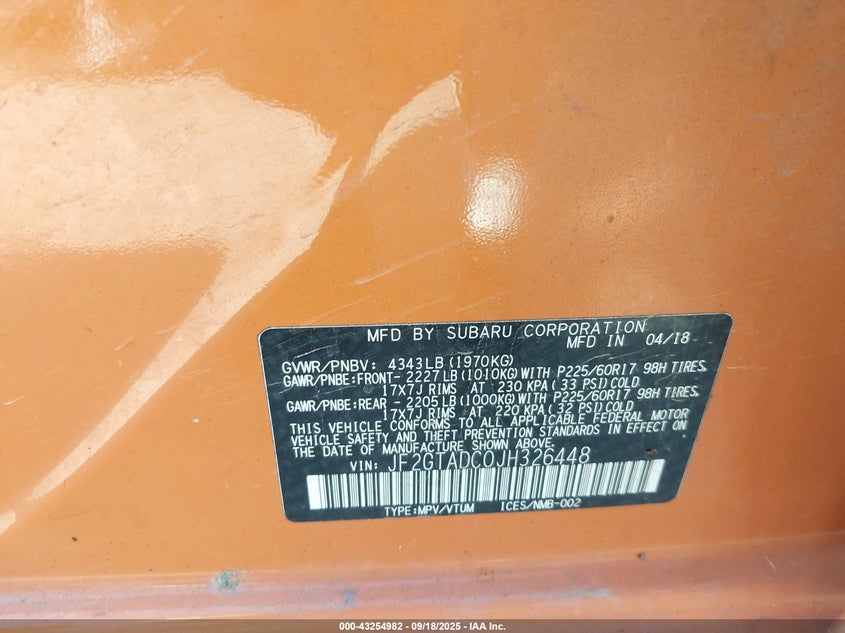 MFD BY SUBARU CORPORATION
MFD IN 04/18
GVWR/PNBV: 4343LB(1970KG)
GAWR/PNBE:FRONT- 2227LB(1010KG)WITH P225/60R17 98H TIRES.
17X7J RIMS AT 230 KPA(33 PSI)COLD
GAWR/PNBE:REAR - 2205LB(1000KG)WITH P225/60R17 98H TIRES.
17X7J RIMS AT 220 KPA(32 PSI)COLD
THIS VEHICLE CONFORMS TO ALL APPLICABLE FEDERAL MOTOR
VEHICLE SAFETY AND THEFT PREVENTION STANDARDS IN EFFECT ON
THE DATE OF MANUFACTURE SHOWN ABOVE.
VIN: JF2GTADC0JH326448
TYPE:MPV/VTUM ICES/NMB-002
000-43254982 - 09/18/2025 - IAA Inc.